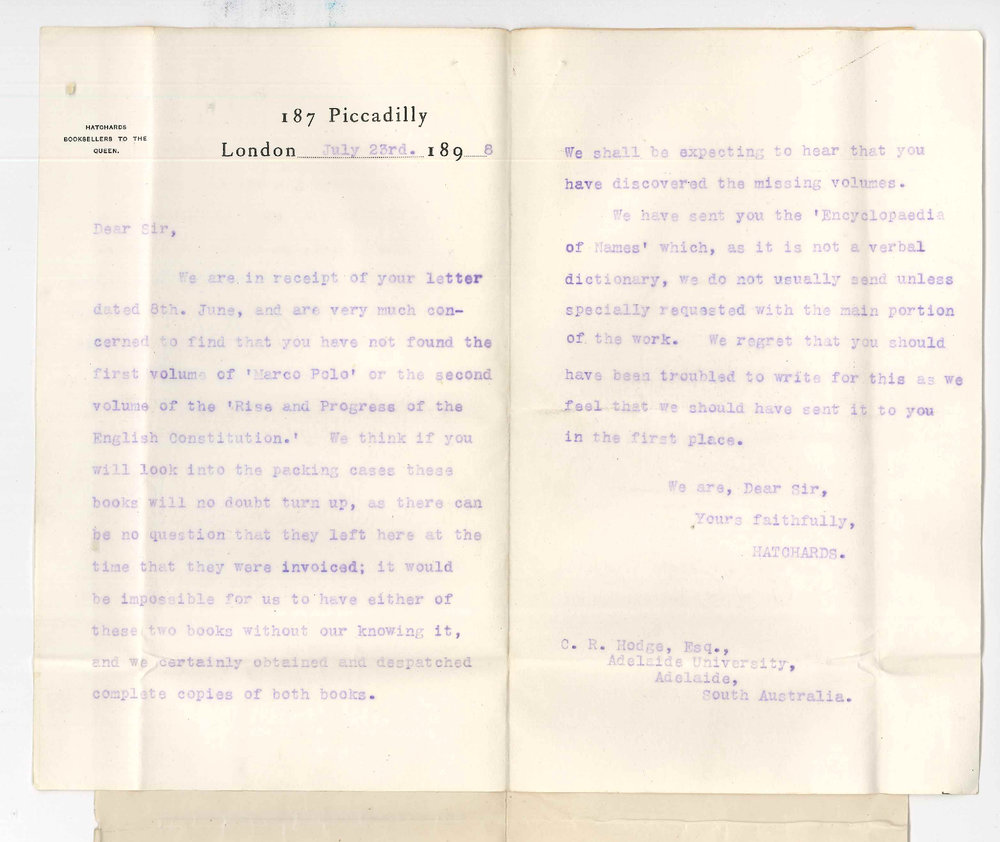 HATCHARDS
BOOKSELLERS TO THE
QUEEN.
187 Piccadilly
London July 23rd. 1898
Dear Sir,
We are in receipt of your letter
dated 8th. June, and are very much con-
cerned to find that you have not found the
first volume of 'Marco Polo' or the second
volume of the 'Rise and Progress of the
English Constitution.' We think if you
will look into the packing cases these
books will no doubt turn up, as there can
be no question that they left here at the
time that they were invoiced; it would
be impossible for us to have either of
these two books without our knowing it,
and we certainly obtained and despatched
complete copies of both books.
We shall be expecting to hear that you
have discovered the missing volumes.
We have sent you the 'Encyclopaedia
of Names' which, as it is not a verbal
dictionary, we do not usually send unless
specially requested with the main portion
of the work. We regret that you should
have been troubled to write for this as we
feel that we should have sent it to you
in the first place.
We are, Dear Sir,
Yours faithfully,
HATCHARDS.
C. R. Hodge, Esq.,
Adelaide University,
Adelaide,
South Australia.